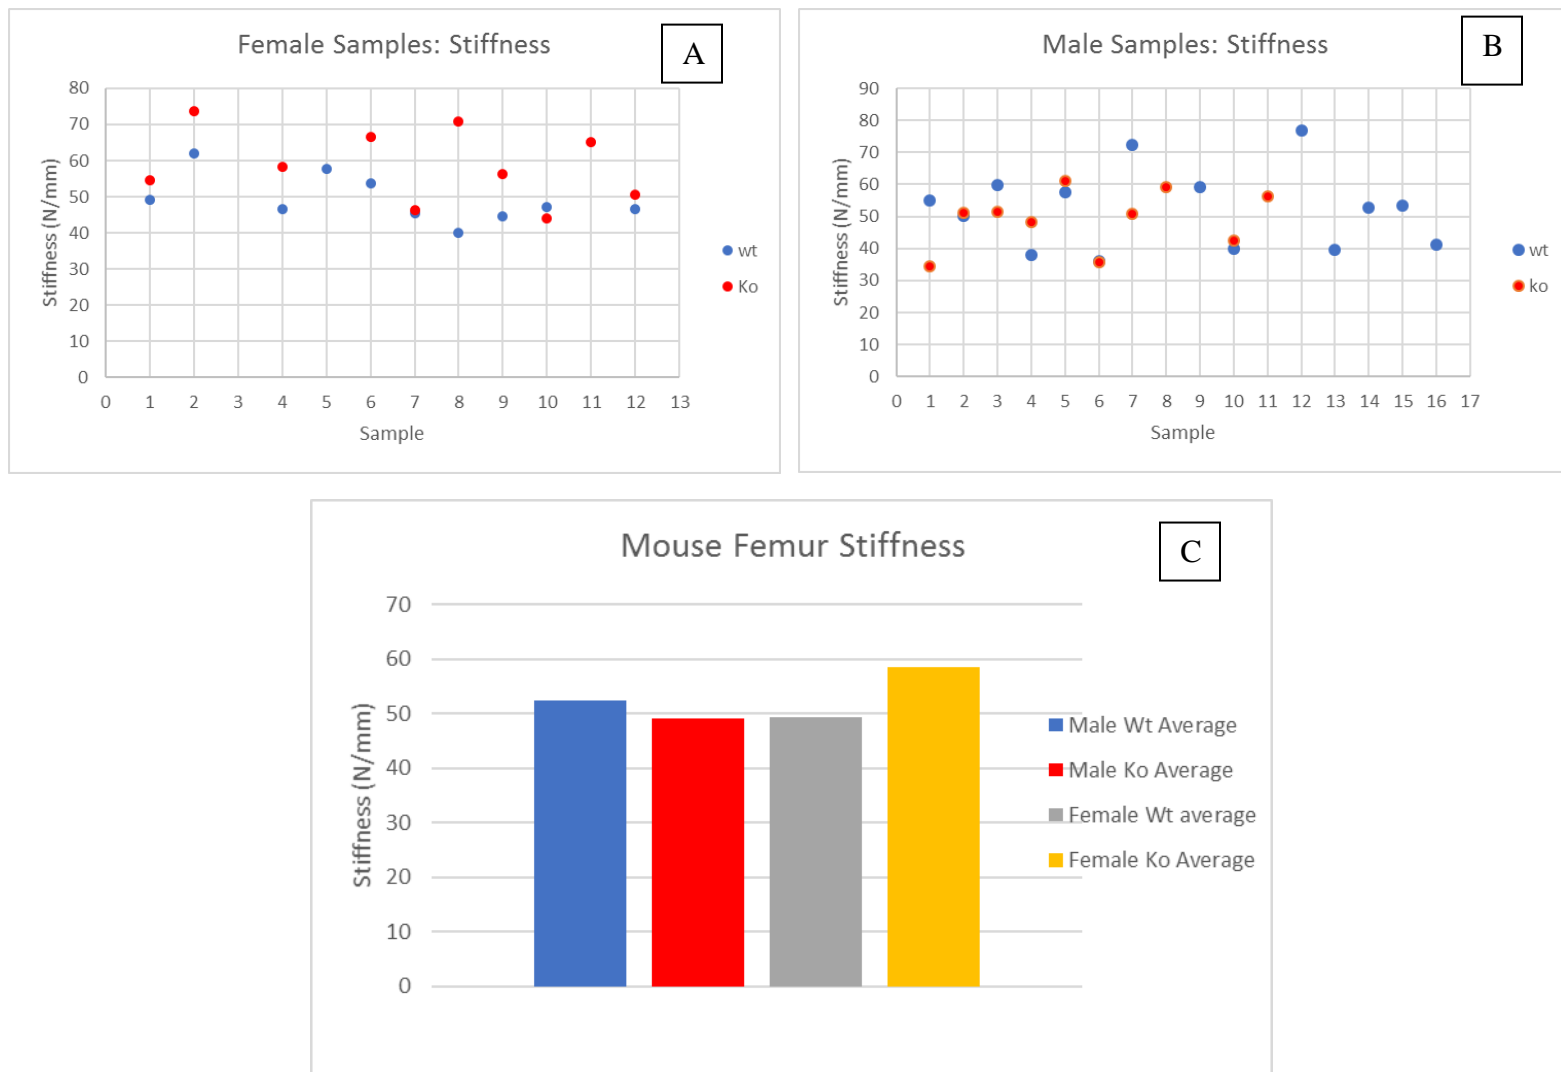 Female Samples: Stiffness
A
80
70
60
50
40
30
20
10
0
Stiffness (N/mm)
0 1 2 3 4 5 6 7 8 9 10 11 12 13
Sample
wt
Ko
Male Samples: Stiffness
B
90
80
70
60
50
40
30
20
10
0
Stiffness (N/mm)
0 1 2 3 4 5 6 7 8 9 10 11 12 13 14 15 16 17
Sample
wt
ko
Mouse Femur Stiffness
C
70
60
50
40
30
20
10
0
Stiffness (N/mm)
Male Wt Average
Male Ko Average
Female Wt average
Female Ko Average